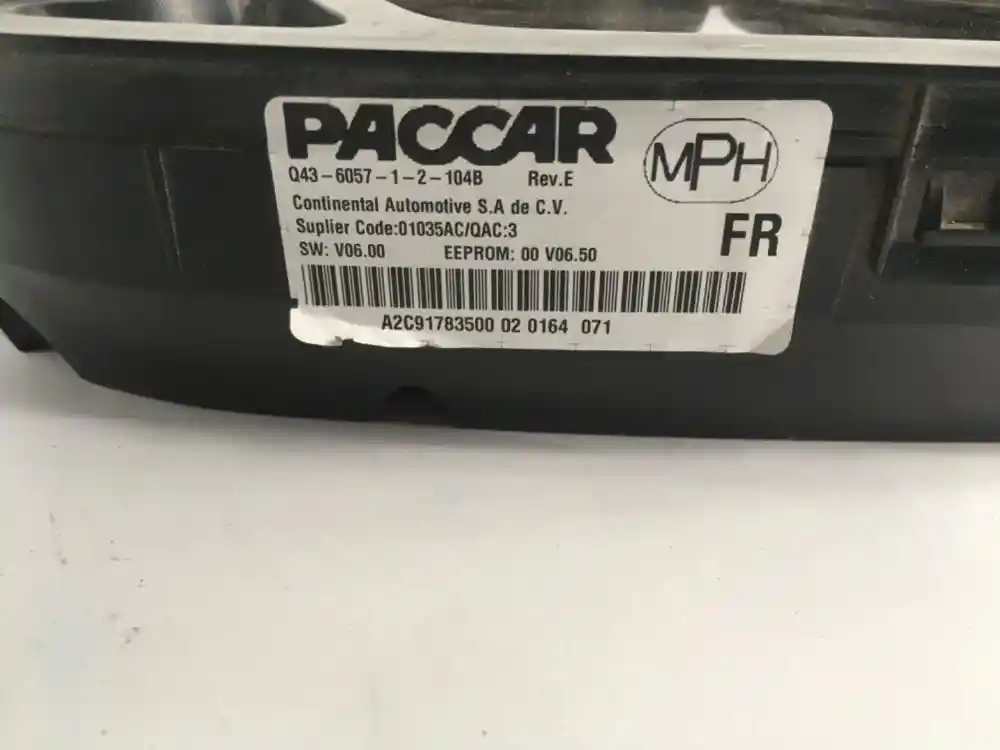 PACCAR
MPH
Q43-6057-1-2-104B Rev.E
Continental Automotive S.A de C.V.
Suplier Code:01035AC/QAC:3
FR
SW: V06.00 EEPROM: 00 V06.50
A2C91783500 02 0164 071